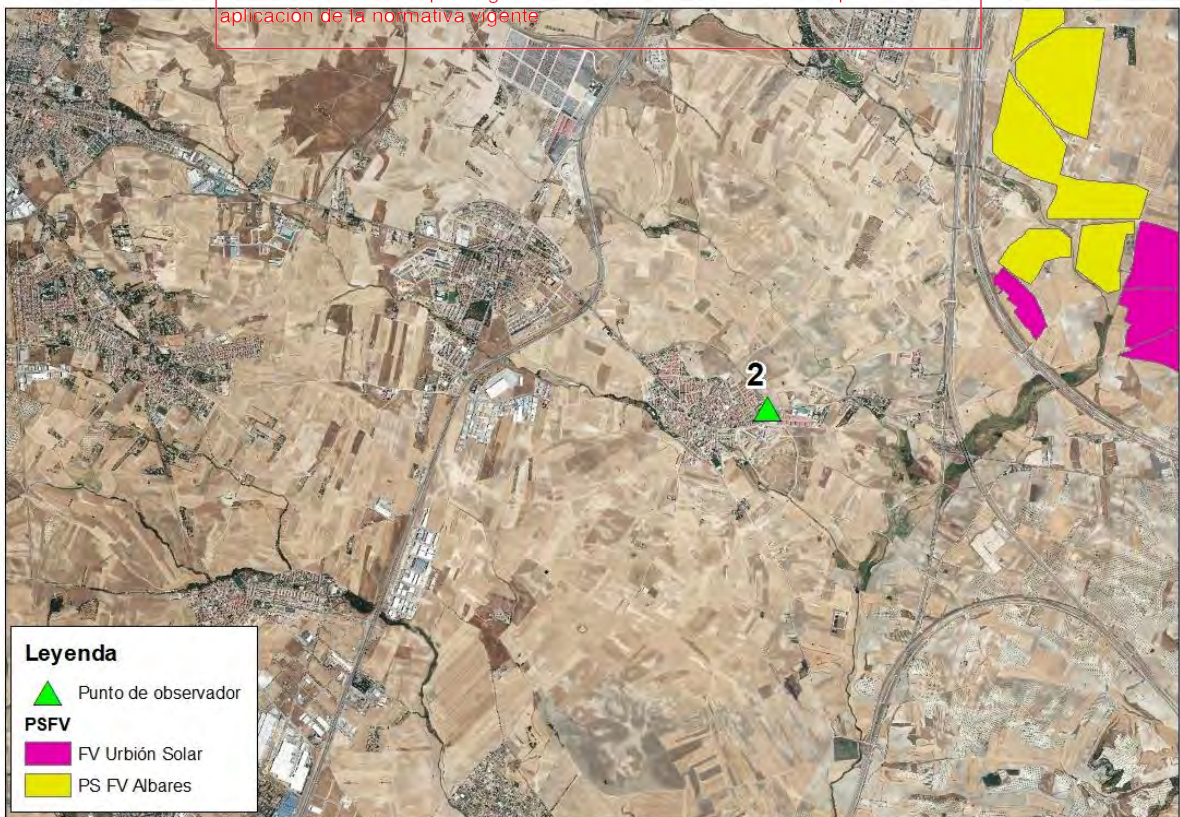 aplicación de la normativa vigente
2
Leyenda
Punto de observador
PSFV
FV Urbión Solar
PS FV Albares